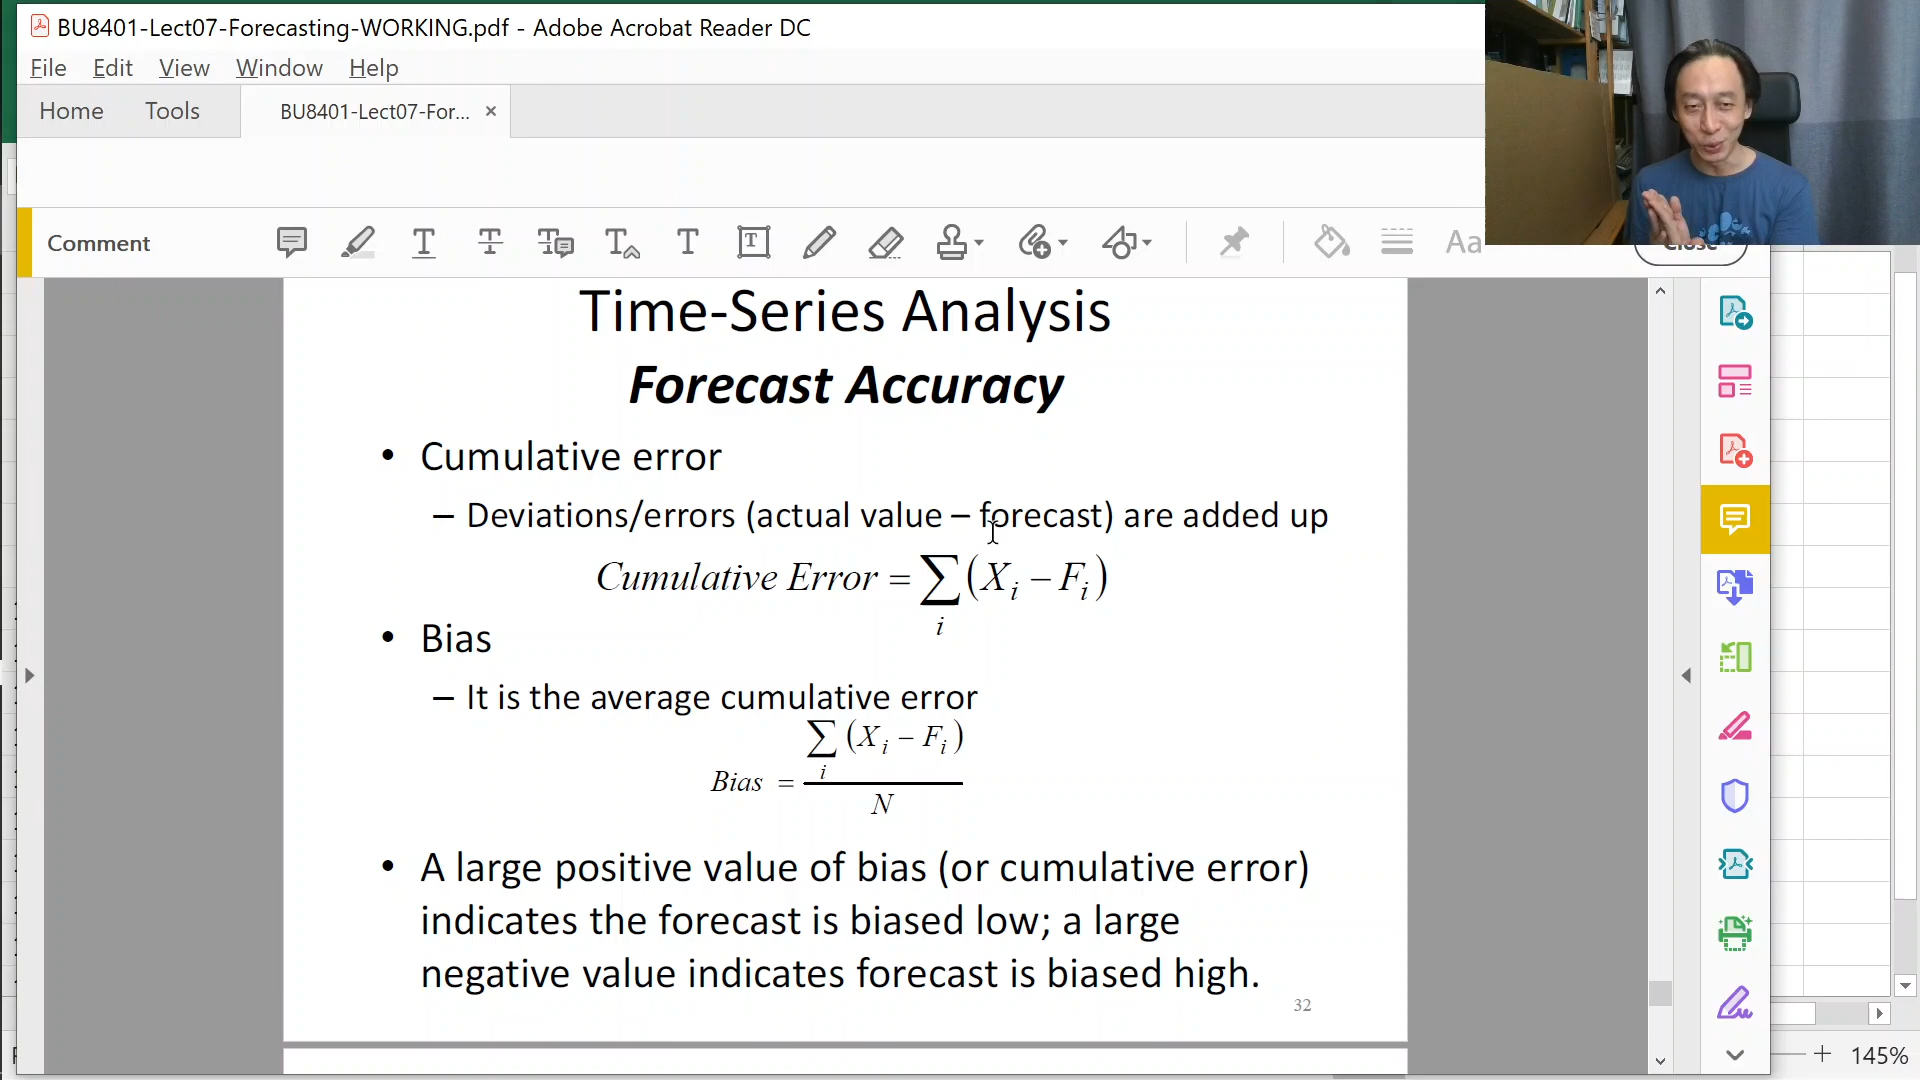 BU8401-Lect07-Forecasting-WORKING.pdf - Adobe Acrobat Reader DC
File Edit View Window Help
Home Tools BU8401-Lect07-For... ×
Comment
Aa
Time-Series Analysis
Forecast Accuracy
• Cumulative error
– Deviations/errors (actual value – forecast) are added up
Cumulative Error = ∑ᵢ (Xᵢ – Fᵢ)
• Bias
– It is the average cumulative error
Bias = ∑ᵢ (Xᵢ – Fᵢ) / N
• A large positive value of bias (or cumulative error)
indicates the forecast is biased low; a large
negative value indicates forecast is biased high.
32
145%